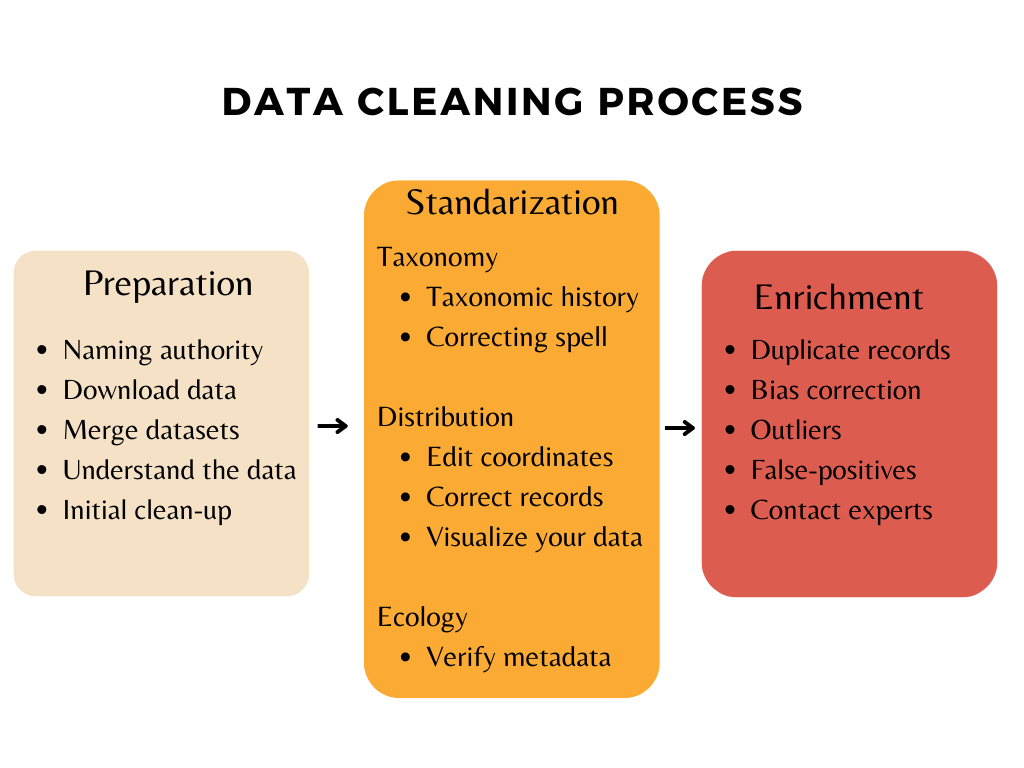 DATA CLEANING PROCESS
Preparation
• Naming authority
• Download data
• Merge datasets
• Understand the data
• Initial clean-up
Standarization
Taxonomy
• Taxonomic history
• Correcting spell
Distribution
• Edit coordinates
• Correct records
• Visualize your data
Ecology
• Verify metadata
Enrichment
• Duplicate records
• Bias correction
• Outliers
• False-positives
• Contact experts